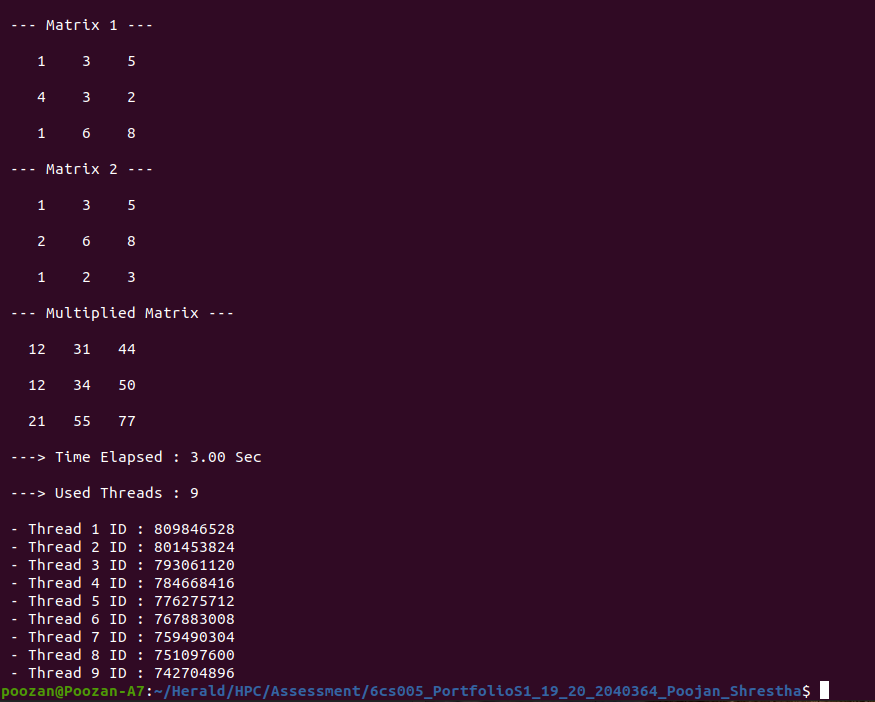 --- Matrix 1 ---
1 3 5
4 3 2
1 6 8
--- Matrix 2 ---
1 3 5
2 6 8
1 2 3
--- Multiplied Matrix ---
12 31 44
12 34 50
21 55 77
---> Time Elapsed : 3.00 Sec
---> Used Threads : 9
- Thread 1 ID : 809846528
- Thread 2 ID : 801453824
- Thread 3 ID : 793061120
- Thread 4 ID : 784668416
- Thread 5 ID : 776275712
- Thread 6 ID : 767883008
- Thread 7 ID : 759490304
- Thread 8 ID : 751097600
- Thread 9 ID : 742704896
poozan@Poozan-A7:~/Herald/HPC/Assessment/6cs005_PortfolioS1_19_20_2040364_Poojan_Shrestha$